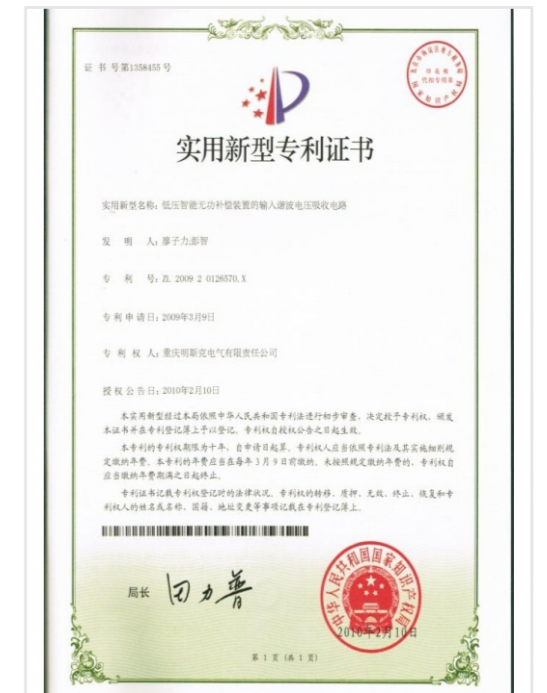 证 书 号第1358455号
实用新型专利证书
实用新型名称：低压智能无功补偿装置的输入谐波电压吸收电路
发 明 人：廖子力;彭智
专 利 号：ZL 2009 2 0126570.X
专利申请日：2009年3月9日
专 利 权 人：重庆明斯克电气有限责任公司
授权公告日：2010年2月10日
本实用新型经过本局依照中华人民共和国专利法进行初步审查，决定授予专利权，颁发
本证书并在专利登记簿上予以登记。专利权自授权公告之日起生效。
本专利的专利权期限为十年，自申请日起算。专利权人应当依照专利法及其实施细则规
定缴纳年费。本专利的年费应当在每年3月9日前缴纳。未按照规定缴纳年费的，专利权自
应当缴纳年费期满之日起终止。
专利证书记载专利权登记时的法律状况。专利权的转移、质押、无效、终止、恢复和专
利权人的姓名或名称、国籍、地址变更等事项记载在专利登记簿上。
局长 田力普
中华人民共和国国家知识产权局
2010年2月10日
第 1 页 (共 1 页)